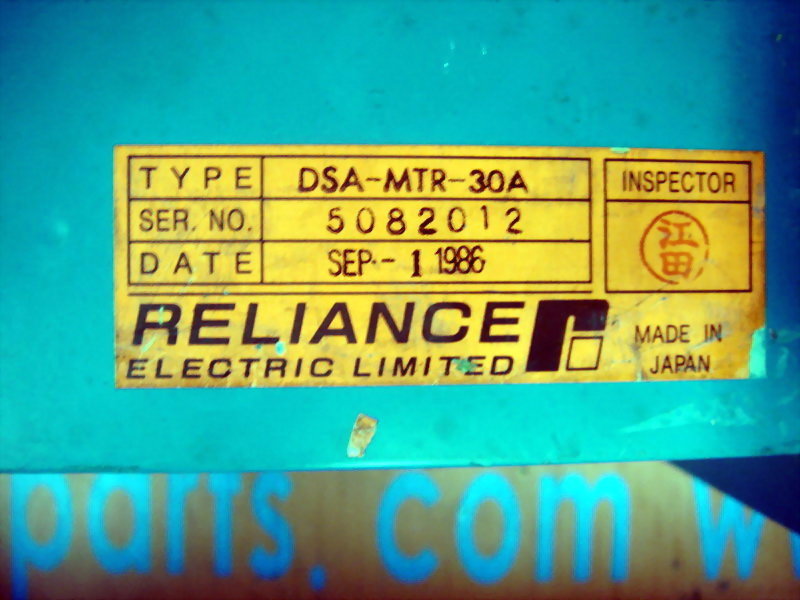 TYPE DSA-MTR-30A
SER. NO. 5082012
DATE SEP.- 1 1986
INSPECTOR
江田
RELIANCE
ELECTRIC LIMITED
MADE IN
JAPAN
parts.com